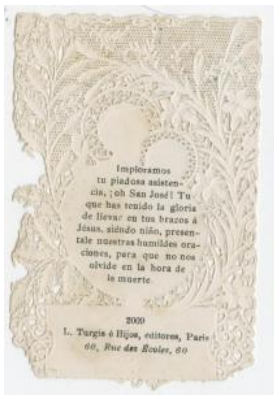 Imploramos
tu piadosa asisten-
cia, ¡oh San José! Tu
que has tenido la gloria
de llevar en tus brazos á
Jésus, siéndo niño, presen-
tale nuestras humildes ora-
ciones, para que no nos
olvide en la hora de
la muerte.
2009
L. Turgis é Hijos, editores, Paris
60, Rue des Écoles, 60